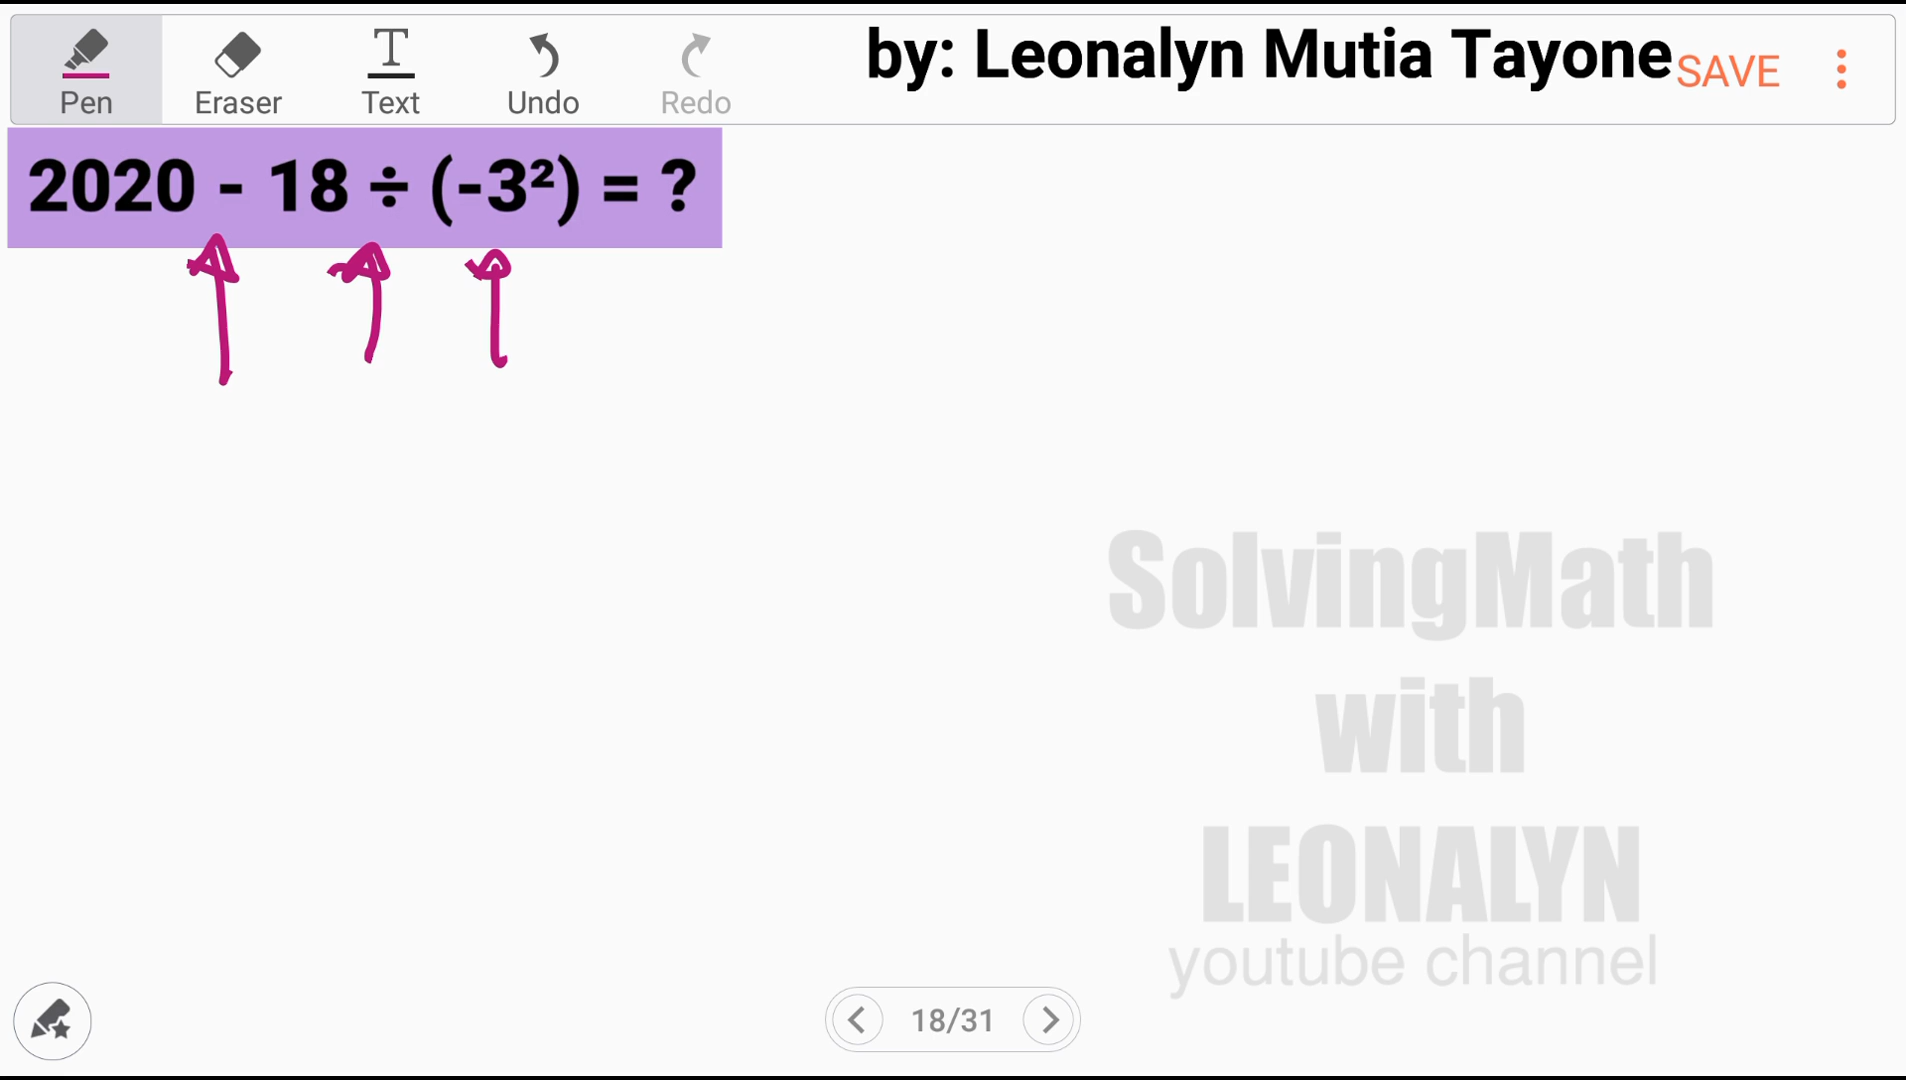 by: Leonalyn Mutia Tayone
SAVE
Pen Eraser Text Undo Redo
2020 - 18 ÷ (-3²) = ?
SolvingMath
with
LEONALYN
youtube channel
18/31